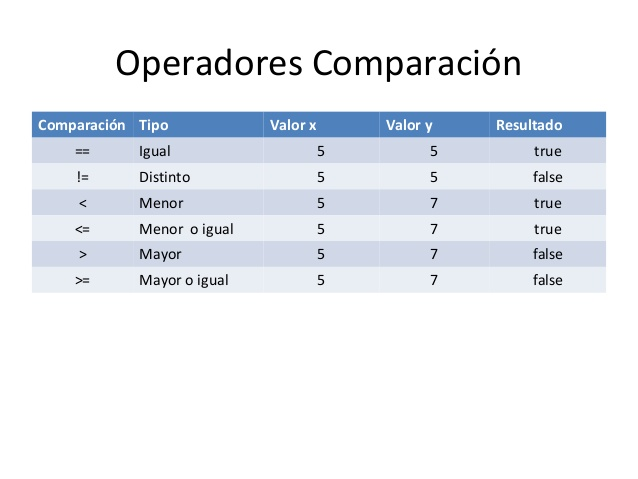 Operadores Comparación
Comparación Tipo Valor x Valor y Resultado
== Igual 5 5 true
!= Distinto 5 5 false
< Menor 5 7 true
<= Menor o igual 5 7 true
> Mayor 5 7 false
>= Mayor o igual 5 7 false